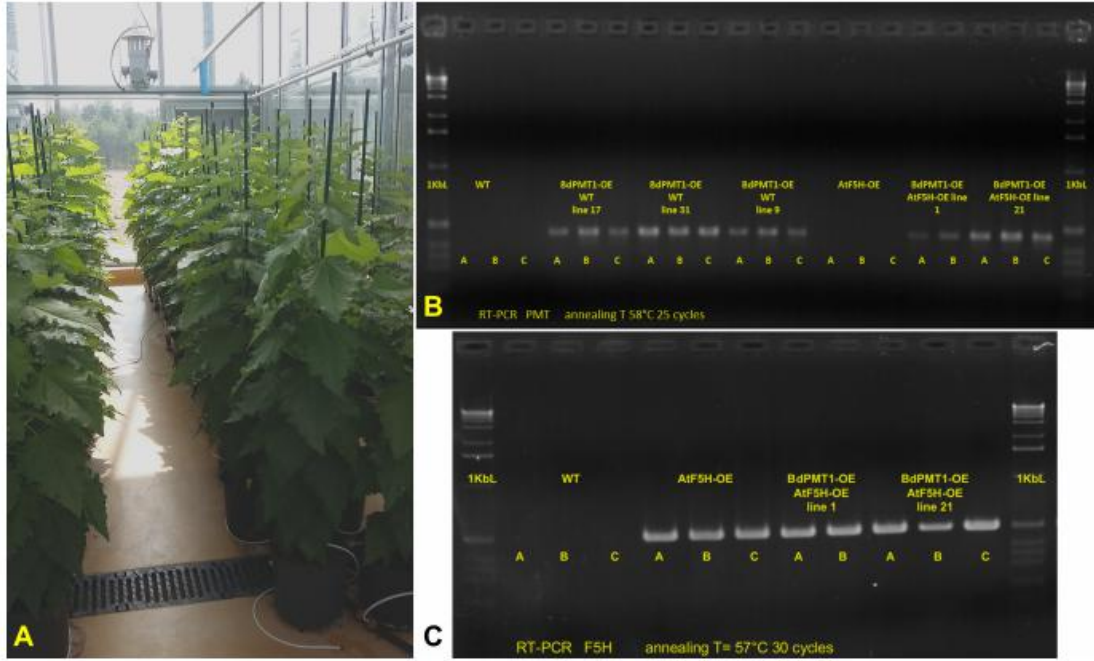 A
1KbL
WT
BdPMT1-OE
WT
line 17
BdPMT1-OE
WT
line 31
BdPMT1-OE
WT
line 9
AtF5H-OE
BdPMT1-OE
AtF5H-OE line
1
BdPMT1-OE
AtF5H-OE line
21
1KbL
A B C A B C A B C A B C A B C A B A B C
B
RT-PCR PMT annealing T 58°C 25 cycles
1KbL
WT
AtF5H-OE
BdPMT1-OE
AtF5H-OE
line 1
BdPMT1-OE
AtF5H-OE
line 21
1KbL
A B C A B C A B A B C
C
RT-PCR F5H annealing T= 57°C 30 cycles